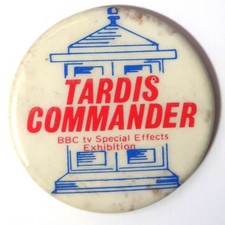 TARDIS
COMMANDER
BBC tv Special Effects
Exhibition